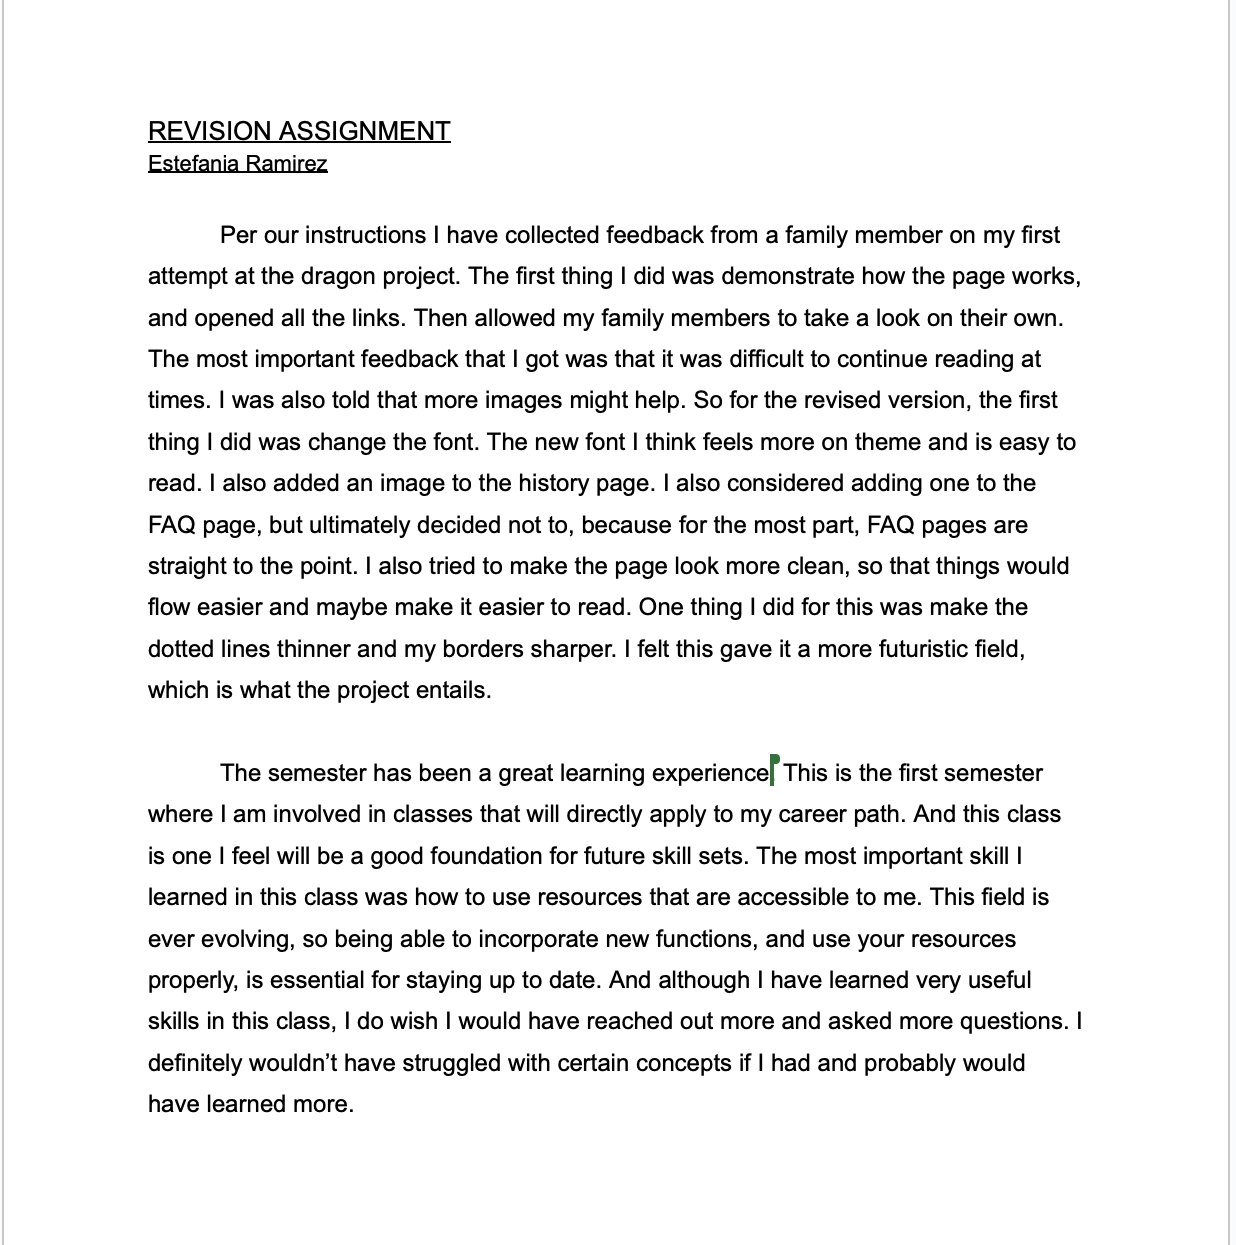 REVISION ASSIGNMENT
Estefania Ramirez
Per our instructions I have collected feedback from a family member on my first
attempt at the dragon project. The first thing I did was demonstrate how the page works,
and opened all the links. Then allowed my family members to take a look on their own.
The most important feedback that I got was that it was difficult to continue reading at
times. I was also told that more images might help. So for the revised version, the first
thing I did was change the font. The new font I think feels more on theme and is easy to
read. I also added an image to the history page. I also considered adding one to the
FAQ page, but ultimately decided not to, because for the most part, FAQ pages are
straight to the point. I also tried to make the page look more clean, so that things would
flow easier and maybe make it easier to read. One thing I did for this was make the
dotted lines thinner and my borders sharper. I felt this gave it a more futuristic field,
which is what the project entails.
The semester has been a great learning experience This is the first semester
where I am involved in classes that will directly apply to my career path. And this class
is one I feel will be a good foundation for future skill sets. The most important skill I
learned in this class was how to use resources that are accessible to me. This field is
ever evolving, so being able to incorporate new functions, and use your resources
properly, is essential for staying up to date. And although I have learned very useful
skills in this class, I do wish I would have reached out more and asked more questions. I
definitely wouldn’t have struggled with certain concepts if I had and probably would
have learned more.